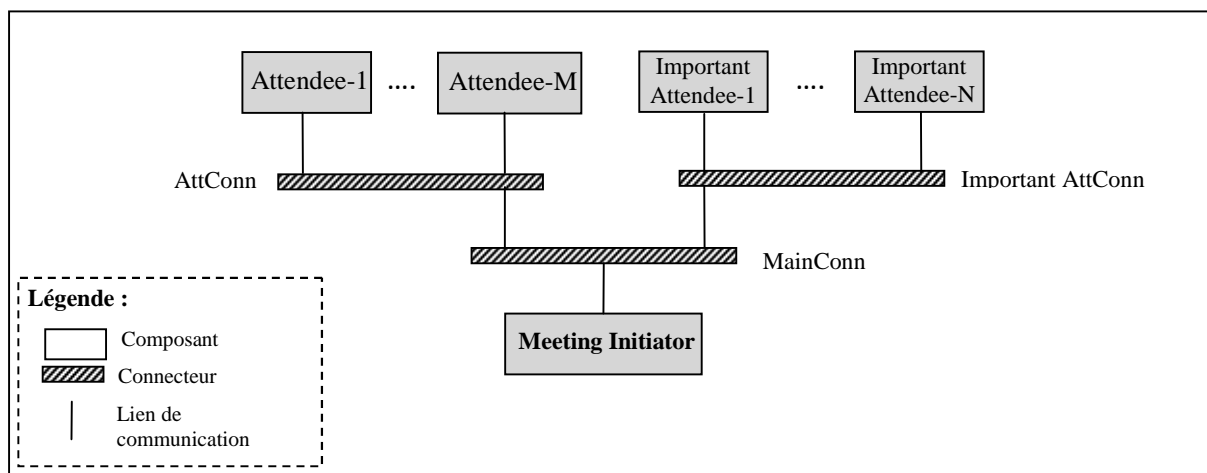 Attendee-1
....
Attendee-M
Important
Attendee-1
....
Important
Attendee-N
AttConn
Important AttConn
MainConn
Meeting Initiator
Légende :
Composant
Connecteur
Lien de
communication